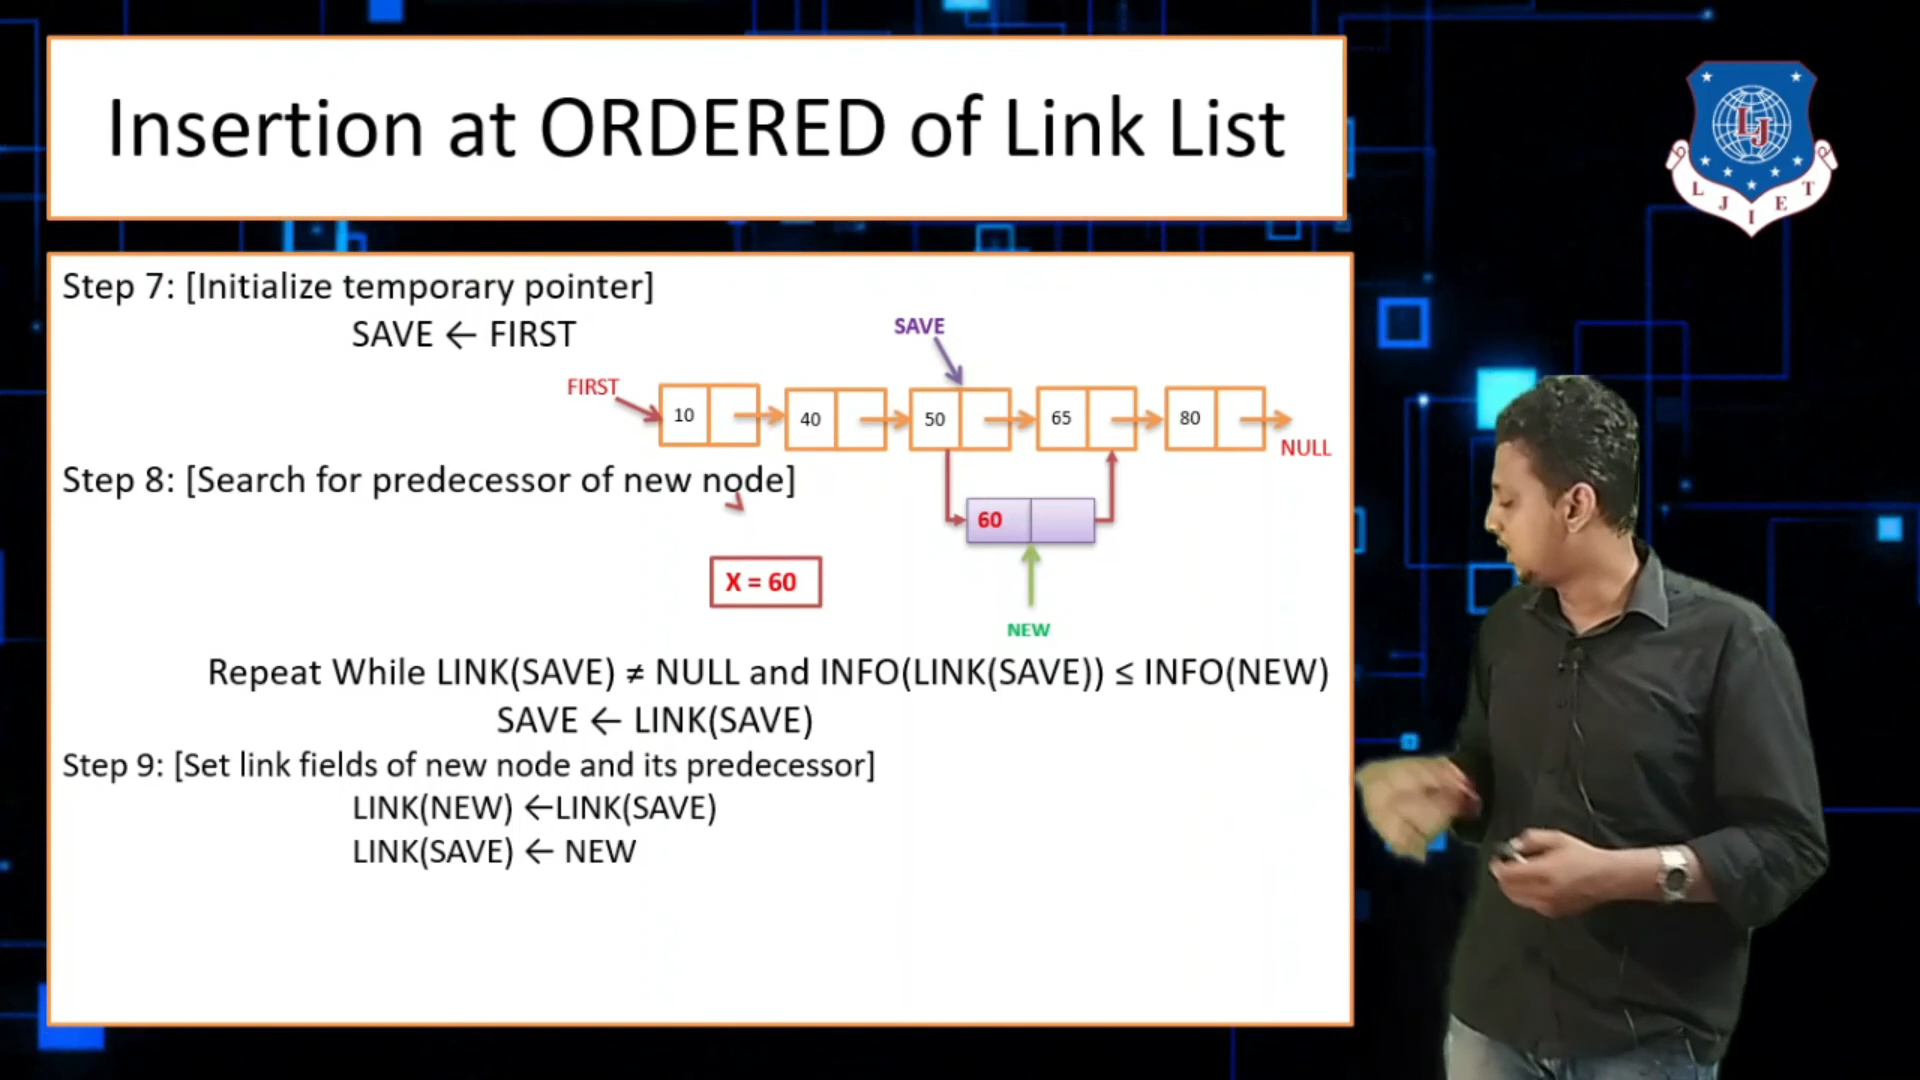 Insertion at ORDERED of Link List
L J I E T
LJ
Step 7: [Initialize temporary pointer]
SAVE ← FIRST
SAVE
FIRST
10 40 50 65 80
NULL
Step 8: [Search for predecessor of new node]
60
X = 60
NEW
Repeat While LINK(SAVE) ≠ NULL and INFO(LINK(SAVE)) ≤ INFO(NEW)
SAVE ← LINK(SAVE)
Step 9: [Set link fields of new node and its predecessor]
LINK(NEW) ←LINK(SAVE)
LINK(SAVE) ← NEW